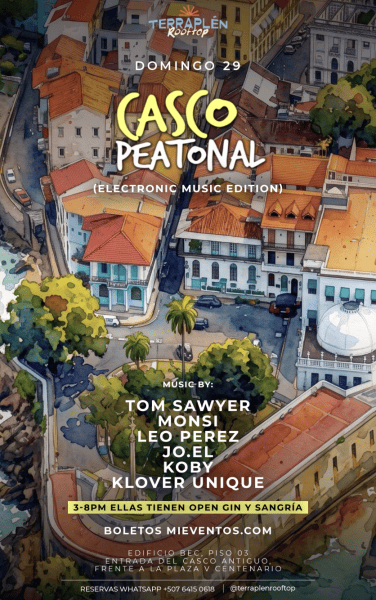 TERRAPLÉN
Rooftop
DOMINGO 29
CASCO
PEATONAL
(ELECTRONIC MUSIC EDITION)
MUSIC BY:
TOM SAWYER
MONSI
LEO PEREZ
JO.EL
KOBY
KLOVER UNIQUE
3-8PM ELLAS TIENEN OPEN GIN Y SANGRÍA
BOLETOS MIEVENTOS.COM
EDIFICIO BEC, PISO 03.
ENTRADA DEL CASCO ANTIGUO,
FRENTE A LA PLAZA V CENTENARIO
RESERVAS WHATSAPP +507 6415 0618 | @terraplenrooftop